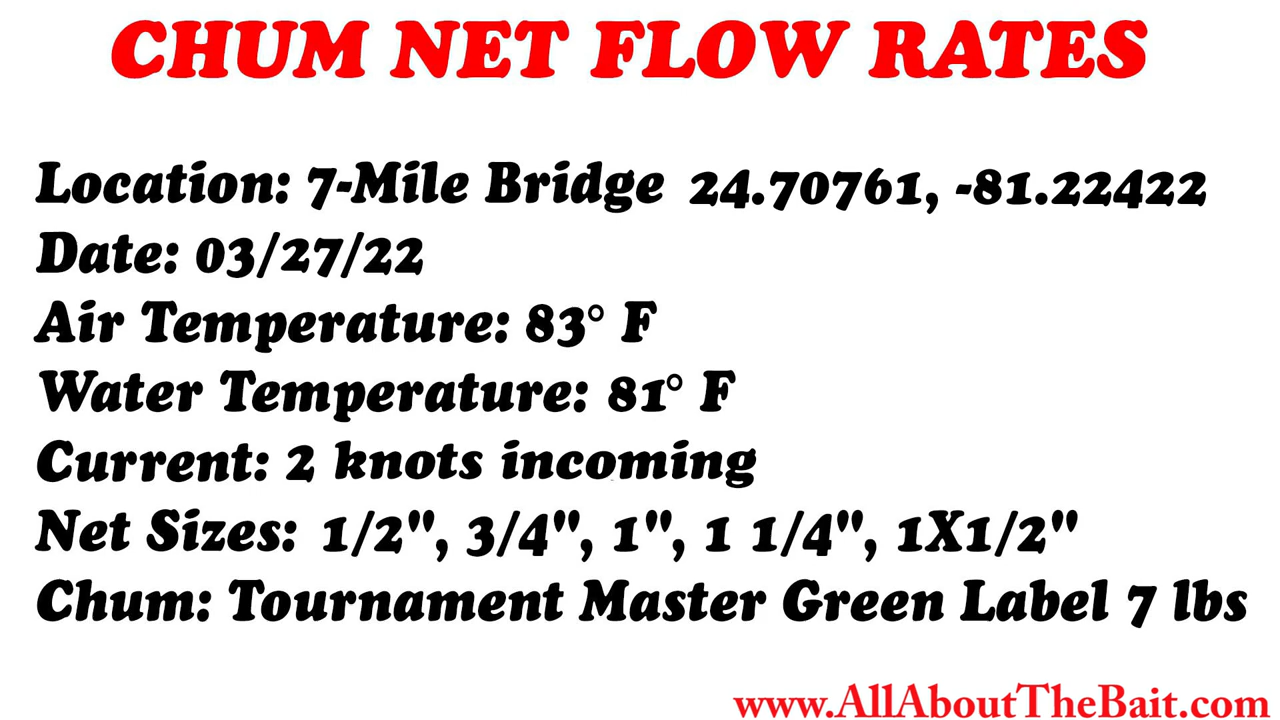 CHUM NET FLOW RATES
Location: 7-Mile Bridge 24.70761, -81.22422
Date: 03/27/22
Air Temperature: 83° F
Water Temperature: 81° F
Current: 2 knots incoming
Net Sizes: 1/2", 3/4", 1", 1 1/4", 1X1/2"
Chum: Tournament Master Green Label 7 lbs
www.AllAboutTheBait.com